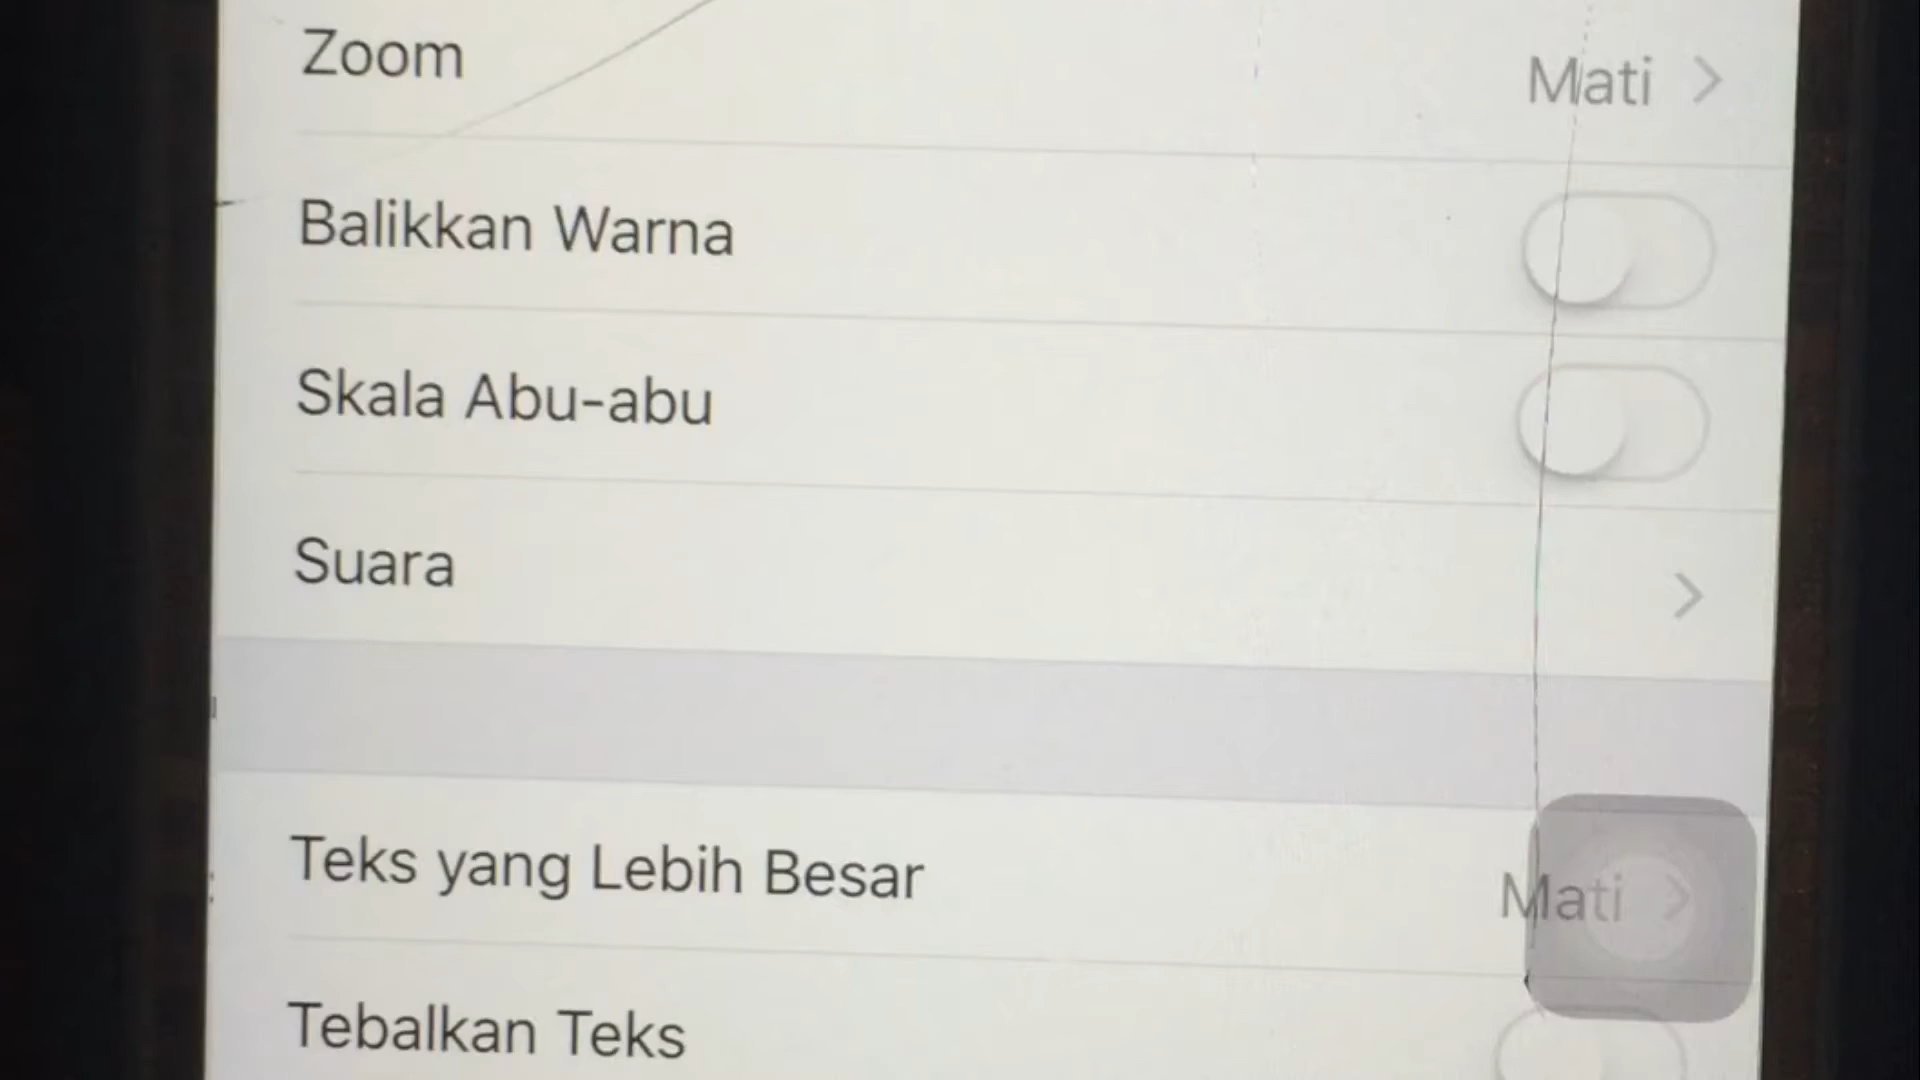 Zoom
Mati
Balikkan Warna
Skala Abu-abu
Suara
Teks yang Lebih Besar
Mati
Tebalkan Teks